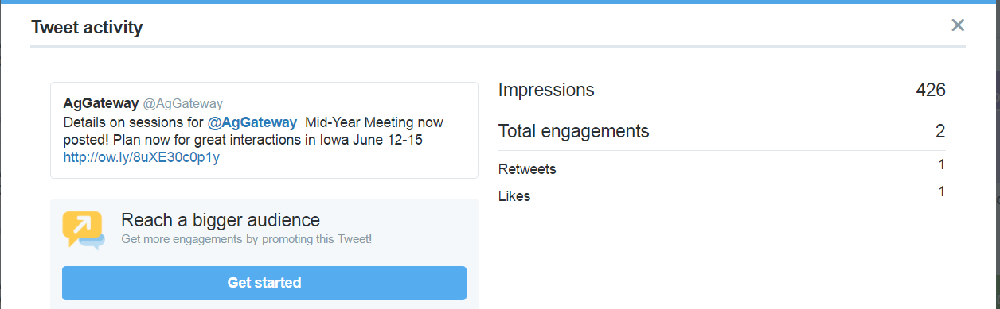 Tweet activity
AgGateway @AgGateway
Details on sessions for @AgGateway Mid-Year Meeting now
posted! Plan now for great interactions in Iowa June 12-15
http://ow.ly/8uXE30c0p1y
Reach a bigger audience
Get more engagements by promoting this Tweet!
Get started
Impressions 426
Total engagements 2
Retweets 1
Likes 1